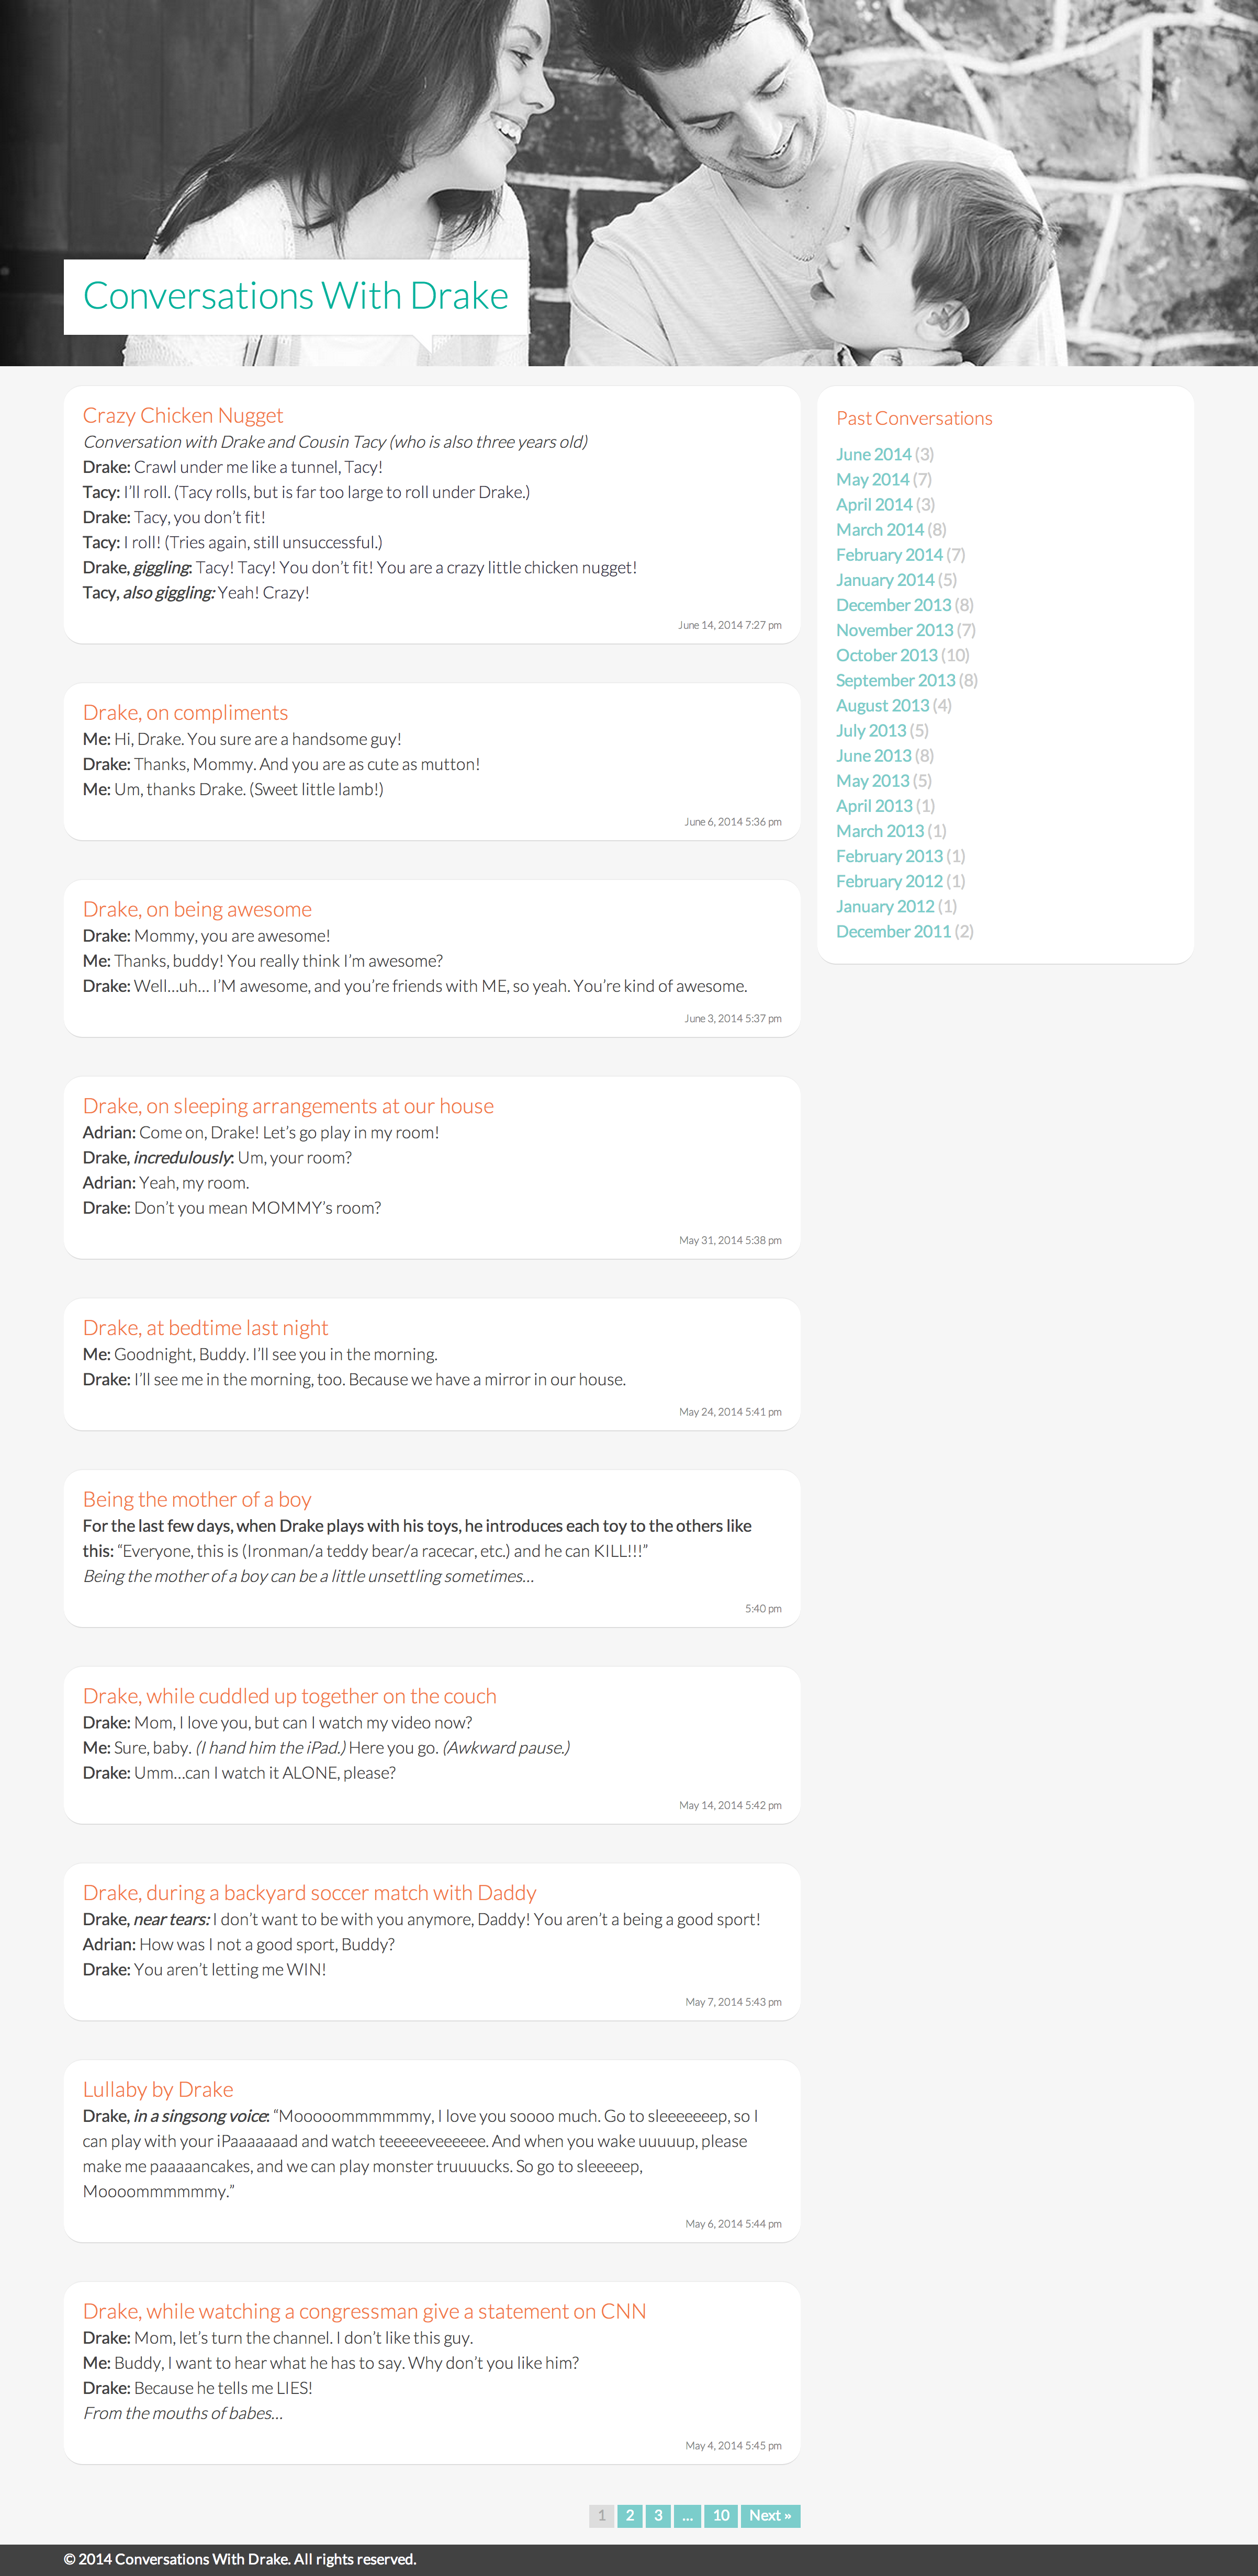 Conversations With Drake
Crazy Chicken Nugget
Conversation with Drake and Cousin Tacy (who is also three years old)
Drake: Crawl under me like a tunnel, Tacy!
Tacy: I’ll roll. (Tacy rolls, but is far too large to roll under Drake.)
Drake: Tacy, you don’t fit!
Tacy: I roll! (Tries again, still unsuccessful.)
Drake, giggling: Tacy! Tacy! You don’t fit! You are a crazy little chicken nugget!
Tacy, also giggling: Yeah! Crazy!
June 14, 2014 7:27 pm
Drake, on compliments
Me: Hi, Drake. You sure are a handsome guy!
Drake: Thanks, Mommy. And you are as cute as mutton!
Me: Um, thanks Drake. (Sweet little lamb!)
June 6, 2014 5:36 pm
Drake, on being awesome
Drake: Mommy, you are awesome!
Me: Thanks, buddy! You really think I’m awesome?
Drake: Well…uh… I’M awesome, and you’re friends with ME, so yeah. You’re kind of awesome.
June 3, 2014 5:37 pm
Drake, on sleeping arrangements at our house
Adrian: Come on, Drake! Let’s go play in my room!
Drake, incredulously: Um, your room?
Adrian: Yeah, my room.
Drake: Don’t you mean MOMMY’s room?
May 31, 2014 5:38 pm
Drake, at bedtime last night
Me: Goodnight, Buddy. I’ll see you in the morning.
Drake: I’ll see me in the morning, too. Because we have a mirror in our house.
May 24, 2014 5:41 pm
Being the mother of a boy
For the last few days, when Drake plays with his toys, he introduces each toy to the others like
this: “Everyone, this is (Ironman/a teddy bear/a racecar, etc.) and he can KILL!!!”
Being the mother of a boy can be a little unsettling sometimes…
5:40 pm
Drake, while cuddled up together on the couch
Drake: Mom, I love you, but can I watch my video now?
Me: Sure, baby. (I hand him the iPad.) Here you go. (Awkward pause.)
Drake: Umm…can I watch it ALONE, please?
May 14, 2014 5:42 pm
Drake, during a backyard soccer match with Daddy
Drake, near tears: I don’t want to be with you anymore, Daddy! You aren’t a being a good sport!
Adrian: How was I not a good sport, Buddy?
Drake: You aren’t letting me WIN!
May 7, 2014 5:43 pm
Lullaby by Drake
Drake, in a singsong voice: “Mooooommmmmmy, I love you soooo much. Go to sleeeeeeep, so I
can play with your iPaaaaaaad and watch teeeeeveeeeee. And when you wake uuuuup, please
make me paaaaancakes, and we can play monster truuuucks. So go to sleeeeep,
Moooommmmmmy.”
May 6, 2014 5:44 pm
Drake, while watching a congressman give a statement on CNN
Drake: Mom, let’s turn the channel. I don’t like this guy.
Me: Buddy, I want to hear what he has to say. Why don’t you like him?
Drake: Because he tells me LIES!
From the mouths of babes…
May 4, 2014 5:45 pm
1 2 3 … 10 Next »
Past Conversations
June 2014 (3)
May 2014 (7)
April 2014 (3)
March 2014 (8)
February 2014 (7)
January 2014 (5)
December 2013 (8)
November 2013 (7)
October 2013 (10)
September 2013 (8)
August 2013 (4)
July 2013 (5)
June 2013 (8)
May 2013 (5)
April 2013 (1)
March 2013 (1)
February 2013 (1)
February 2012 (1)
January 2012 (1)
December 2011 (2)
© 2014 Conversations With Drake. All rights reserved.